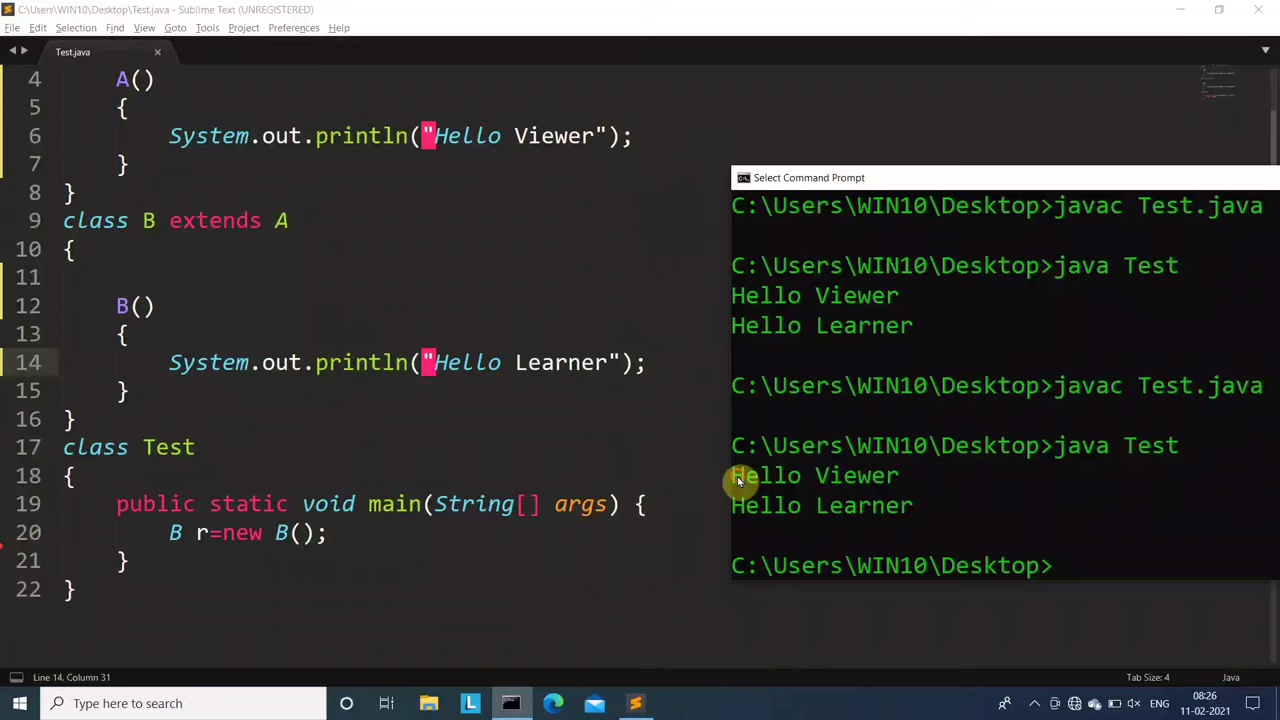 C:\Users\WIN10\Desktop\Test.java - Sublime Text (UNREGISTERED)
File Edit Selection Find View Goto Tools Project Preferences Help
Test.java
4 A()
5 {
6 System.out.println("Hello Viewer");
7 }
8 }
9 class B extends A
10 {
11
12 B()
13 {
14 System.out.println("Hello Learner");
15 }
16 }
17 class Test
18 {
19 public static void main(String[] args) {
20 B r=new B();
21 }
22 }
Select Command Prompt
C:\Users\WIN10\Desktop>javac Test.java
C:\Users\WIN10\Desktop>java Test
Hello Viewer
Hello Learner
C:\Users\WIN10\Desktop>javac Test.java
C:\Users\WIN10\Desktop>java Test
Hello Viewer
Hello Learner
C:\Users\WIN10\Desktop>
Line 14, Column 31
Tab Size: 4
Java
Type here to search
L
ENG
08:26
11-02-2021